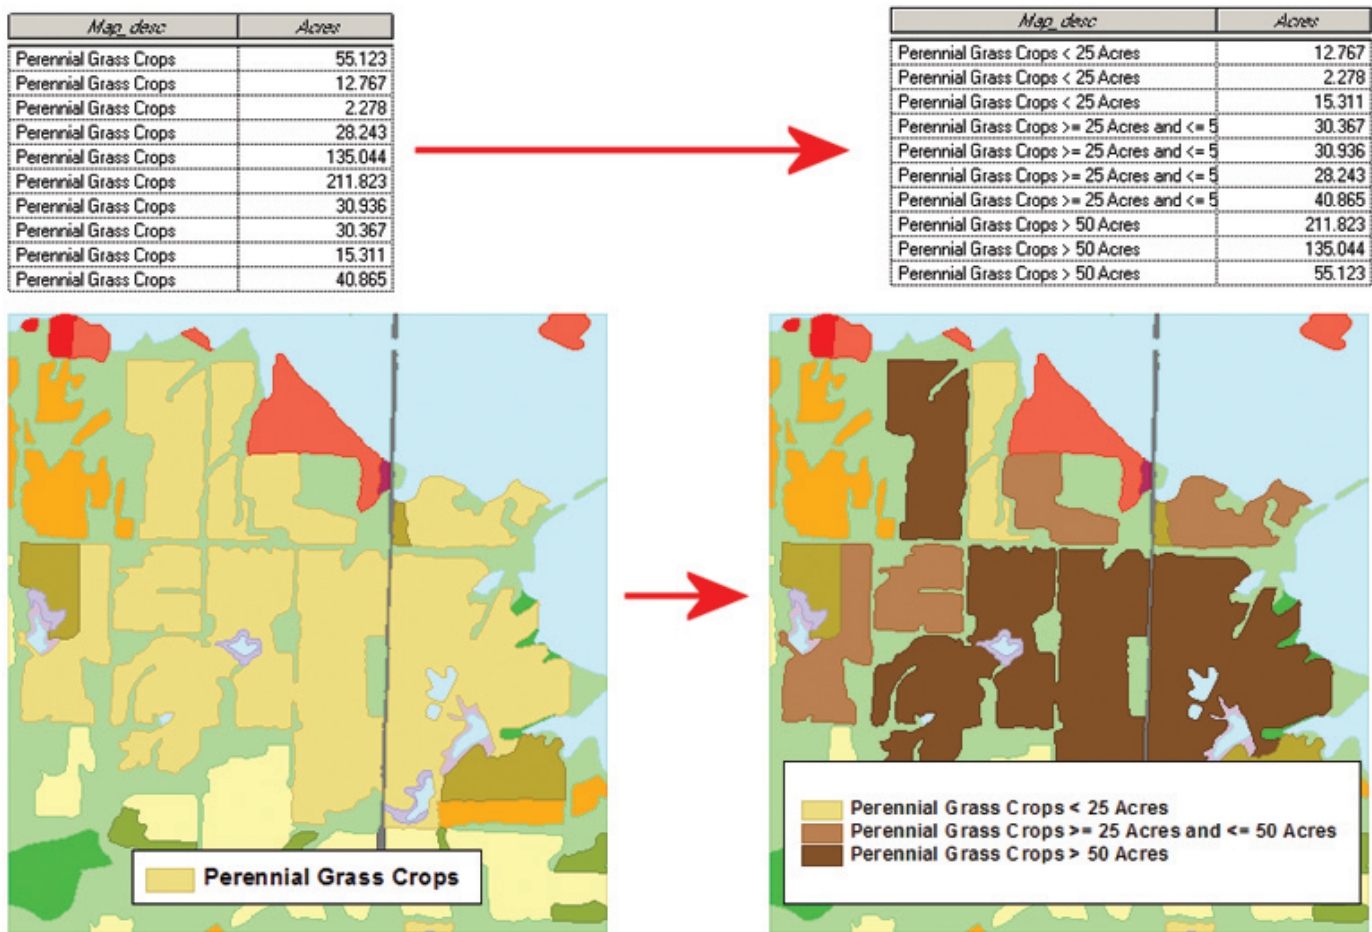 Map_desc Acres
Perennial Grass Crops 55.123
Perennial Grass Crops 12.767
Perennial Grass Crops 2.278
Perennial Grass Crops 28.243
Perennial Grass Crops 135.044
Perennial Grass Crops 211.823
Perennial Grass Crops 30.936
Perennial Grass Crops 30.367
Perennial Grass Crops 15.311
Perennial Grass Crops 40.865
Map_desc Acres
Perennial Grass Crops < 25 Acres 12.767
Perennial Grass Crops < 25 Acres 2.278
Perennial Grass Crops < 25 Acres 15.311
Perennial Grass Crops >= 25 Acres and <= 5 30.367
Perennial Grass Crops >= 25 Acres and <= 5 30.936
Perennial Grass Crops >= 25 Acres and <= 5 28.243
Perennial Grass Crops >= 25 Acres and <= 5 40.865
Perennial Grass Crops > 50 Acres 211.823
Perennial Grass Crops > 50 Acres 135.044
Perennial Grass Crops > 50 Acres 55.123
Perennial Grass Crops
Perennial Grass Crops < 25 Acres
Perennial Grass Crops >= 25 Acres and <= 50 Acres
Perennial Grass Crops > 50 Acres